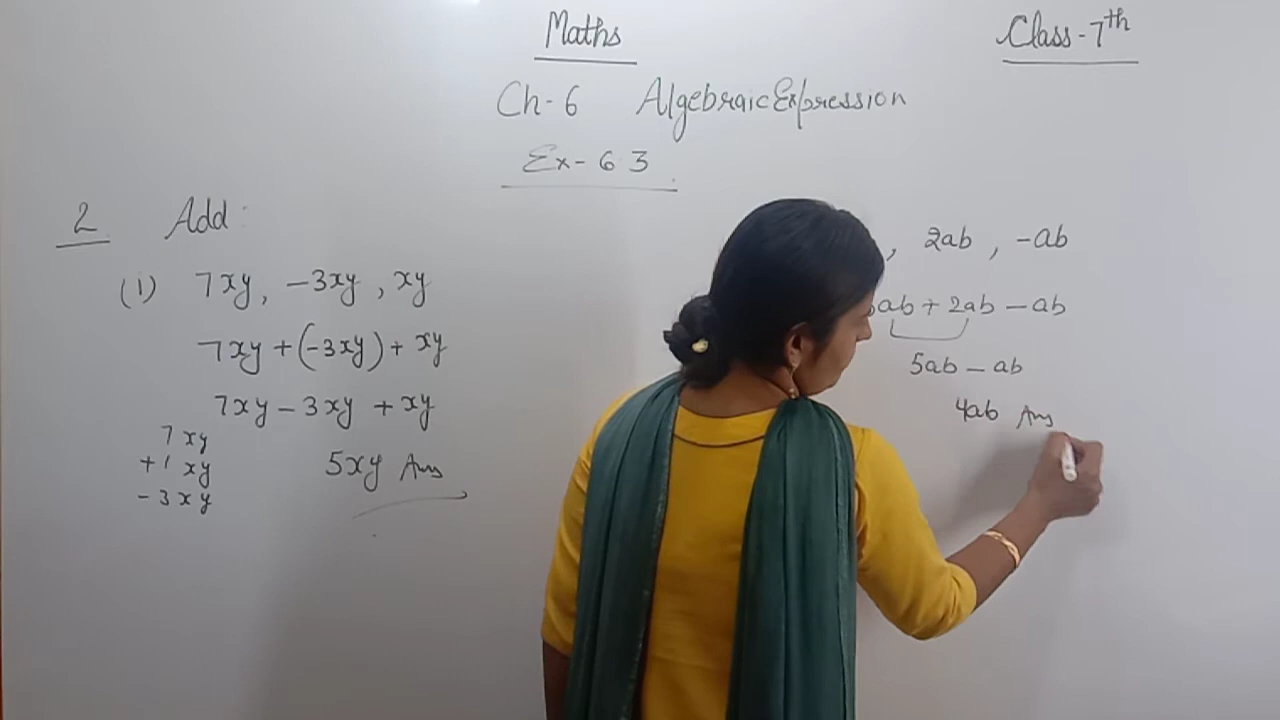 Maths
Class-7th
Ch-6 Algebraic Expression
Ex-6.3
2 Add:
(i) 7xy, -3xy, xy
7xy+(-3xy)+xy
7xy-3xy+xy
7xy
+1xy
-3xy
5xy Ans
, 2ab, -ab
ab+2ab-ab
5ab-ab
4ab Ans